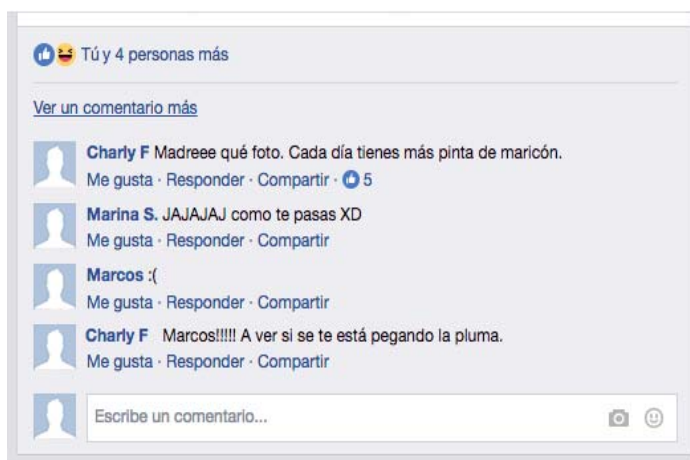 Tú y 4 personas más
Ver un comentario más
Charly F Madreee qué foto. Cada día tienes más pinta de maricón.
Me gusta · Responder · Compartir · 5
Marina S. JAJAJAJ como te pasas XD
Me gusta · Responder · Compartir
Marcos :(
Me gusta · Responder · Compartir
Charly F Marcos!!!!! A ver si se te está pegando la pluma.
Me gusta · Responder · Compartir
Escribe un comentario...